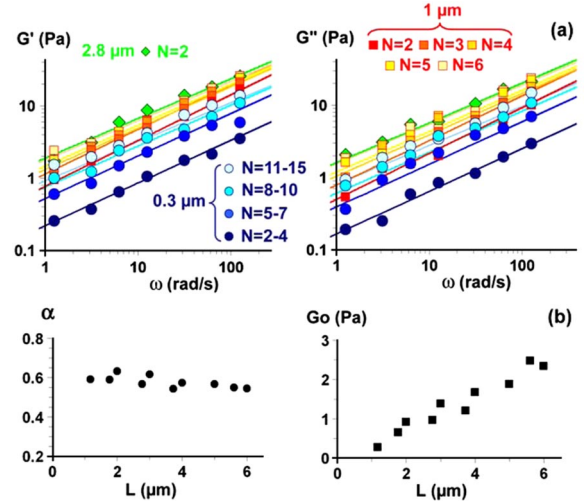 G' (Pa)
2.8 µm
N=2
10
1
0.1
1
10
100
ω (rad/s)
0.3 µm
N=11-15
N=8-10
N=5-7
N=2-4
G" (Pa)
1 µm
(a)
N=2
N=3
N=4
N=5
N=6
10
1
0.1
1
10
100
ω (rad/s)
α
0.8
0.6
0.4
0.2
0
2
4
6
L (µm)
Go (Pa)
(b)
3
2
1
0
0
1
2
3
4
5
6
L (µm)